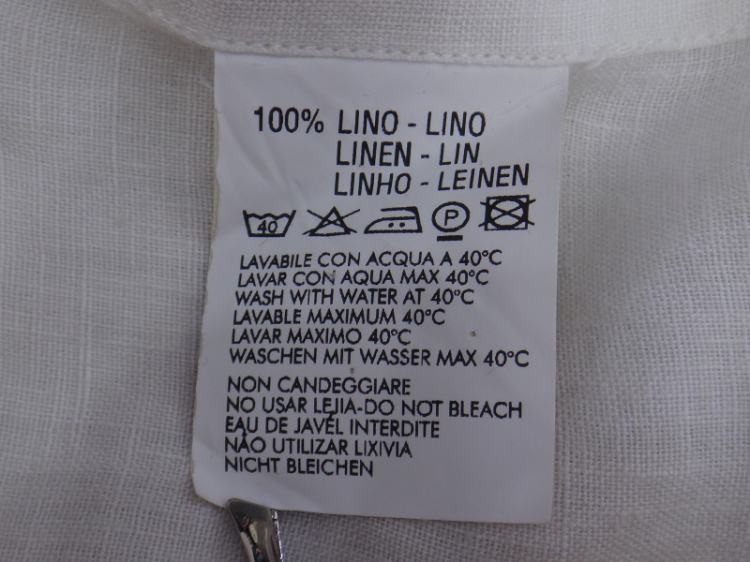 100% LINO - LINO
LINEN - LIN
LINHO - LEINEN
40 P
LAVABILE CON ACQUA A 40°C
LAVAR CON AQUA MAX 40°C
WASH WITH WATER AT 40°C
LAVABLE MAXIMUM 40°C
LAVAR MAXIMO 40°C
WASCHEN MIT WASSER MAX 40°C
NON CANDEGGIARE
NO USAR LEJIA-DO NOT BLEACH
EAU DE JAVEL INTERDITE
NÃO UTILIZAR LIXIVIA
NICHT BLEICHEN